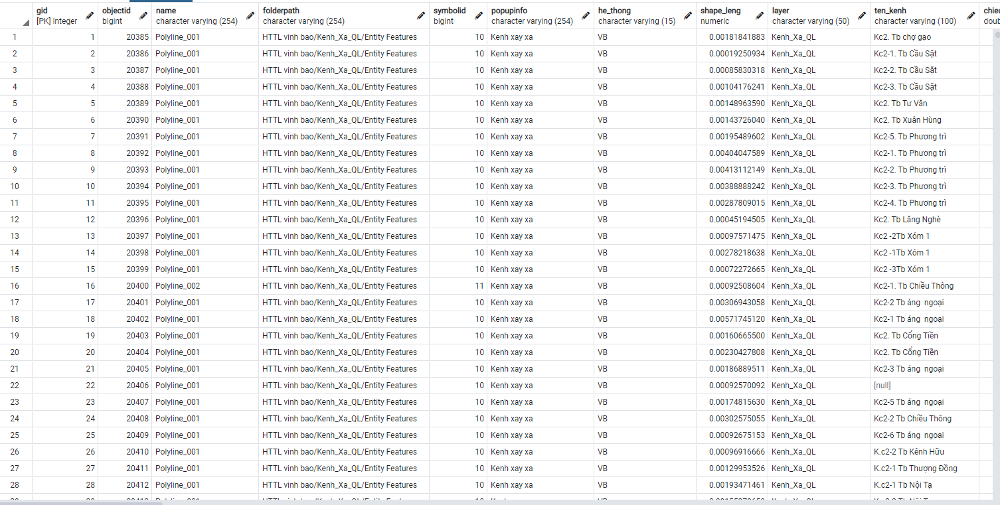 gid objectid name folderpath symbolid popupinfo he_thong shape_leng layer ten_kenh chieu
[PK] integer bigint character varying (254) character varying (254) bigint character varying (254) character varying (15) numeric character varying (50) character varying (100) doub
1 1 20385 Polyline_001 HTTL vinh bao/Kenh_Xa_QL/Entity Features 10 Kenh xay xa VB 0.00181841883 Kenh_Xa_QL Kc2. Tb chợ gạo
2 2 20386 Polyline_001 HTTL vinh bao/Kenh_Xa_QL/Entity Features 10 Kenh xay xa VB 0.00019250934 Kenh_Xa_QL Kc2-1. Tb Cầu Sặt
3 3 20387 Polyline_001 HTTL vinh bao/Kenh_Xa_QL/Entity Features 10 Kenh xay xa VB 0.00085830318 Kenh_Xa_QL Kc2-2. Tb Cầu Sặt
4 4 20388 Polyline_001 HTTL vinh bao/Kenh_Xa_QL/Entity Features 10 Kenh xay xa VB 0.00104176241 Kenh_Xa_QL Kc2-3. Tb Cầu Sặt
5 5 20389 Polyline_001 HTTL vinh bao/Kenh_Xa_QL/Entity Features 10 Kenh xay xa VB 0.00148963590 Kenh_Xa_QL Kc2. Tb Tư Văn
6 6 20390 Polyline_001 HTTL vinh bao/Kenh_Xa_QL/Entity Features 10 Kenh xay xa VB 0.00143726040 Kenh_Xa_QL Kc2. Tb Xuân Hùng
7 7 20391 Polyline_001 HTTL vinh bao/Kenh_Xa_QL/Entity Features 10 Kenh xay xa VB 0.00195489602 Kenh_Xa_QL Kc2-5. Tb Phương trì
8 8 20392 Polyline_001 HTTL vinh bao/Kenh_Xa_QL/Entity Features 10 Kenh xay xa VB 0.00404047589 Kenh_Xa_QL Kc2-1. Tb Phương trì
9 9 20393 Polyline_001 HTTL vinh bao/Kenh_Xa_QL/Entity Features 10 Kenh xay xa VB 0.00413112149 Kenh_Xa_QL Kc2-2. Tb Phương trì
10 10 20394 Polyline_001 HTTL vinh bao/Kenh_Xa_QL/Entity Features 10 Kenh xay xa VB 0.00388888242 Kenh_Xa_QL Kc2-3. Tb Phương trì
11 11 20395 Polyline_001 HTTL vinh bao/Kenh_Xa_QL/Entity Features 10 Kenh xay xa VB 0.00287809015 Kenh_Xa_QL Kc2-4. Tb Phương trì
12 12 20396 Polyline_001 HTTL vinh bao/Kenh_Xa_QL/Entity Features 10 Kenh xay xa VB 0.00045194505 Kenh_Xa_QL Kc2. Tb Lăng Nghè
13 13 20397 Polyline_001 HTTL vinh bao/Kenh_Xa_QL/Entity Features 10 Kenh xay xa VB 0.00097571475 Kenh_Xa_QL Kc2 -2Tb Xóm 1
14 14 20398 Polyline_001 HTTL vinh bao/Kenh_Xa_QL/Entity Features 10 Kenh xay xa VB 0.00278218638 Kenh_Xa_QL Kc2 -1Tb Xóm 1
15 15 20399 Polyline_001 HTTL vinh bao/Kenh_Xa_QL/Entity Features 10 Kenh xay xa VB 0.00072272665 Kenh_Xa_QL Kc2 -3Tb Xóm 1
16 16 20400 Polyline_002 HTTL vinh bao/Kenh_Xa_QL/Entity Features 11 Kenh xay xa VB 0.00092508604 Kenh_Xa_QL Kc2-1. Tb Chiều Thông
17 17 20401 Polyline_001 HTTL vinh bao/Kenh_Xa_QL/Entity Features 10 Kenh xay xa VB 0.00306943058 Kenh_Xa_QL Kc2-2 Tb áng  ngoại
18 18 20402 Polyline_001 HTTL vinh bao/Kenh_Xa_QL/Entity Features 10 Kenh xay xa VB 0.00571745120 Kenh_Xa_QL Kc2-1 Tb áng  ngoại
19 19 20403 Polyline_001 HTTL vinh bao/Kenh_Xa_QL/Entity Features 10 Kenh xay xa VB 0.00160665500 Kenh_Xa_QL Kc2. Tb Cổng Tiền
20 20 20404 Polyline_001 HTTL vinh bao/Kenh_Xa_QL/Entity Features 10 Kenh xay xa VB 0.00230427808 Kenh_Xa_QL Kc2. Tb Cổng Tiền
21 21 20405 Polyline_001 HTTL vinh bao/Kenh_Xa_QL/Entity Features 10 Kenh xay xa VB 0.00186889511 Kenh_Xa_QL Kc2-3 Tb áng  ngoại
22 22 20406 Polyline_001 HTTL vinh bao/Kenh_Xa_QL/Entity Features 10 Kenh xay xa VB 0.00092570092 Kenh_Xa_QL [null]
23 23 20407 Polyline_001 HTTL vinh bao/Kenh_Xa_QL/Entity Features 10 Kenh xay xa VB 0.00174815630 Kenh_Xa_QL Kc2-5 Tb áng  ngoại
24 24 20408 Polyline_001 HTTL vinh bao/Kenh_Xa_QL/Entity Features 10 Kenh xay xa VB 0.00302575055 Kenh_Xa_QL Kc2-2 Tb Chiều Thông
25 25 20409 Polyline_001 HTTL vinh bao/Kenh_Xa_QL/Entity Features 10 Kenh xay xa VB 0.00092675153 Kenh_Xa_QL Kc2-6 Tb áng  ngoại
26 26 20410 Polyline_001 HTTL vinh bao/Kenh_Xa_QL/Entity Features 10 Kenh xay xa VB 0.00096916666 Kenh_Xa_QL K.c2-2 Tb Kênh Hữu
27 27 20411 Polyline_001 HTTL vinh bao/Kenh_Xa_QL/Entity Features 10 Kenh xay xa VB 0.00129953526 Kenh_Xa_QL K.c2-1 Tb Thượng Đồng
28 28 20412 Polyline_001 HTTL vinh bao/Kenh_Xa_QL/Entity Features 10 Kenh xay xa VB 0.00193471461 Kenh_Xa_QL K.c2-1 Tb Nội Tạ